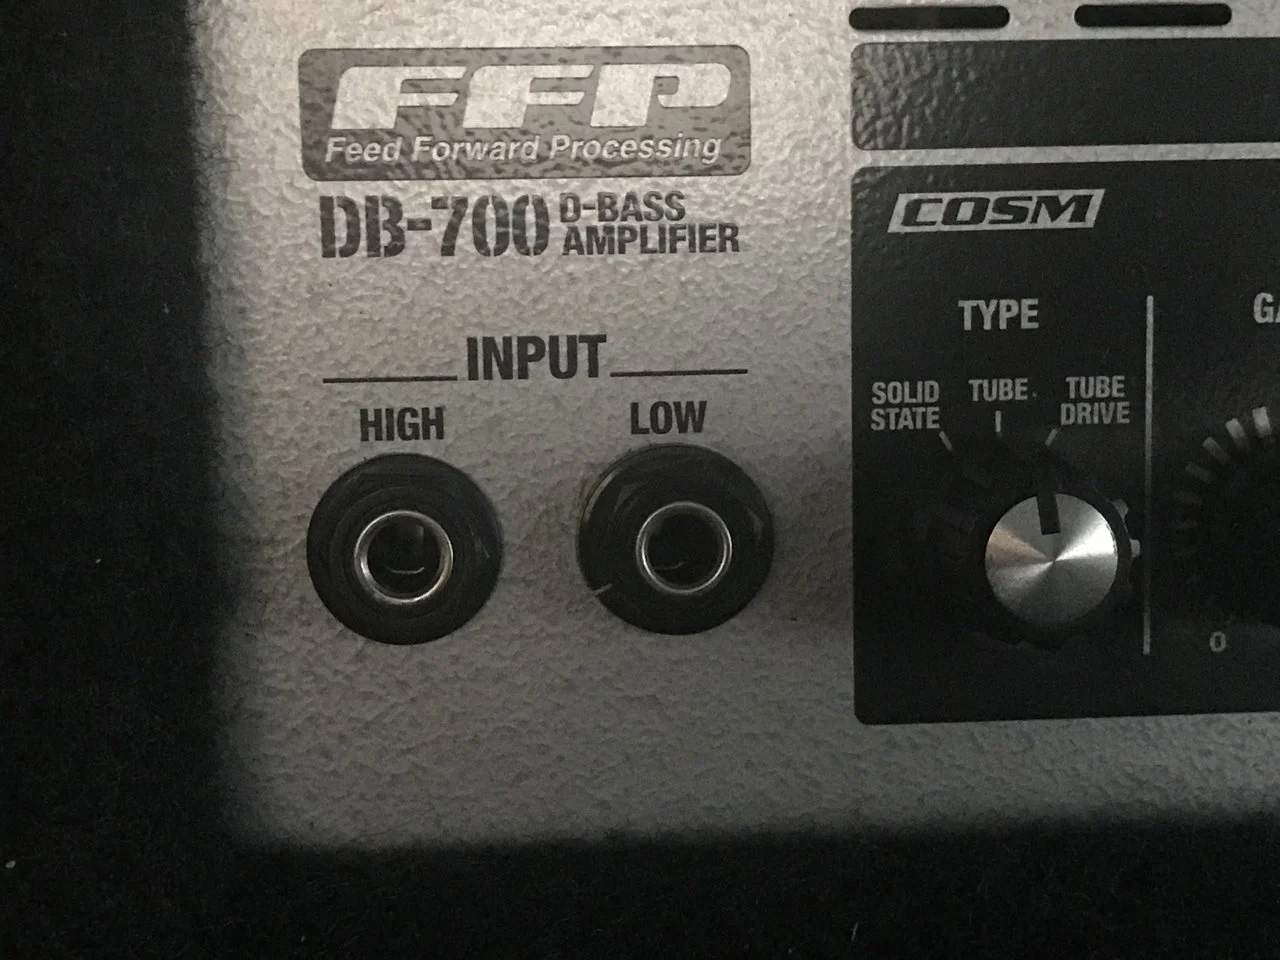 FFP
Feed Forward Processing
DB-700 D-BASS
AMPLIFIER
INPUT
HIGH
LOW
COSM
TYPE
SOLID
STATE
TUBE
TUBE
DRIVE
GA
0